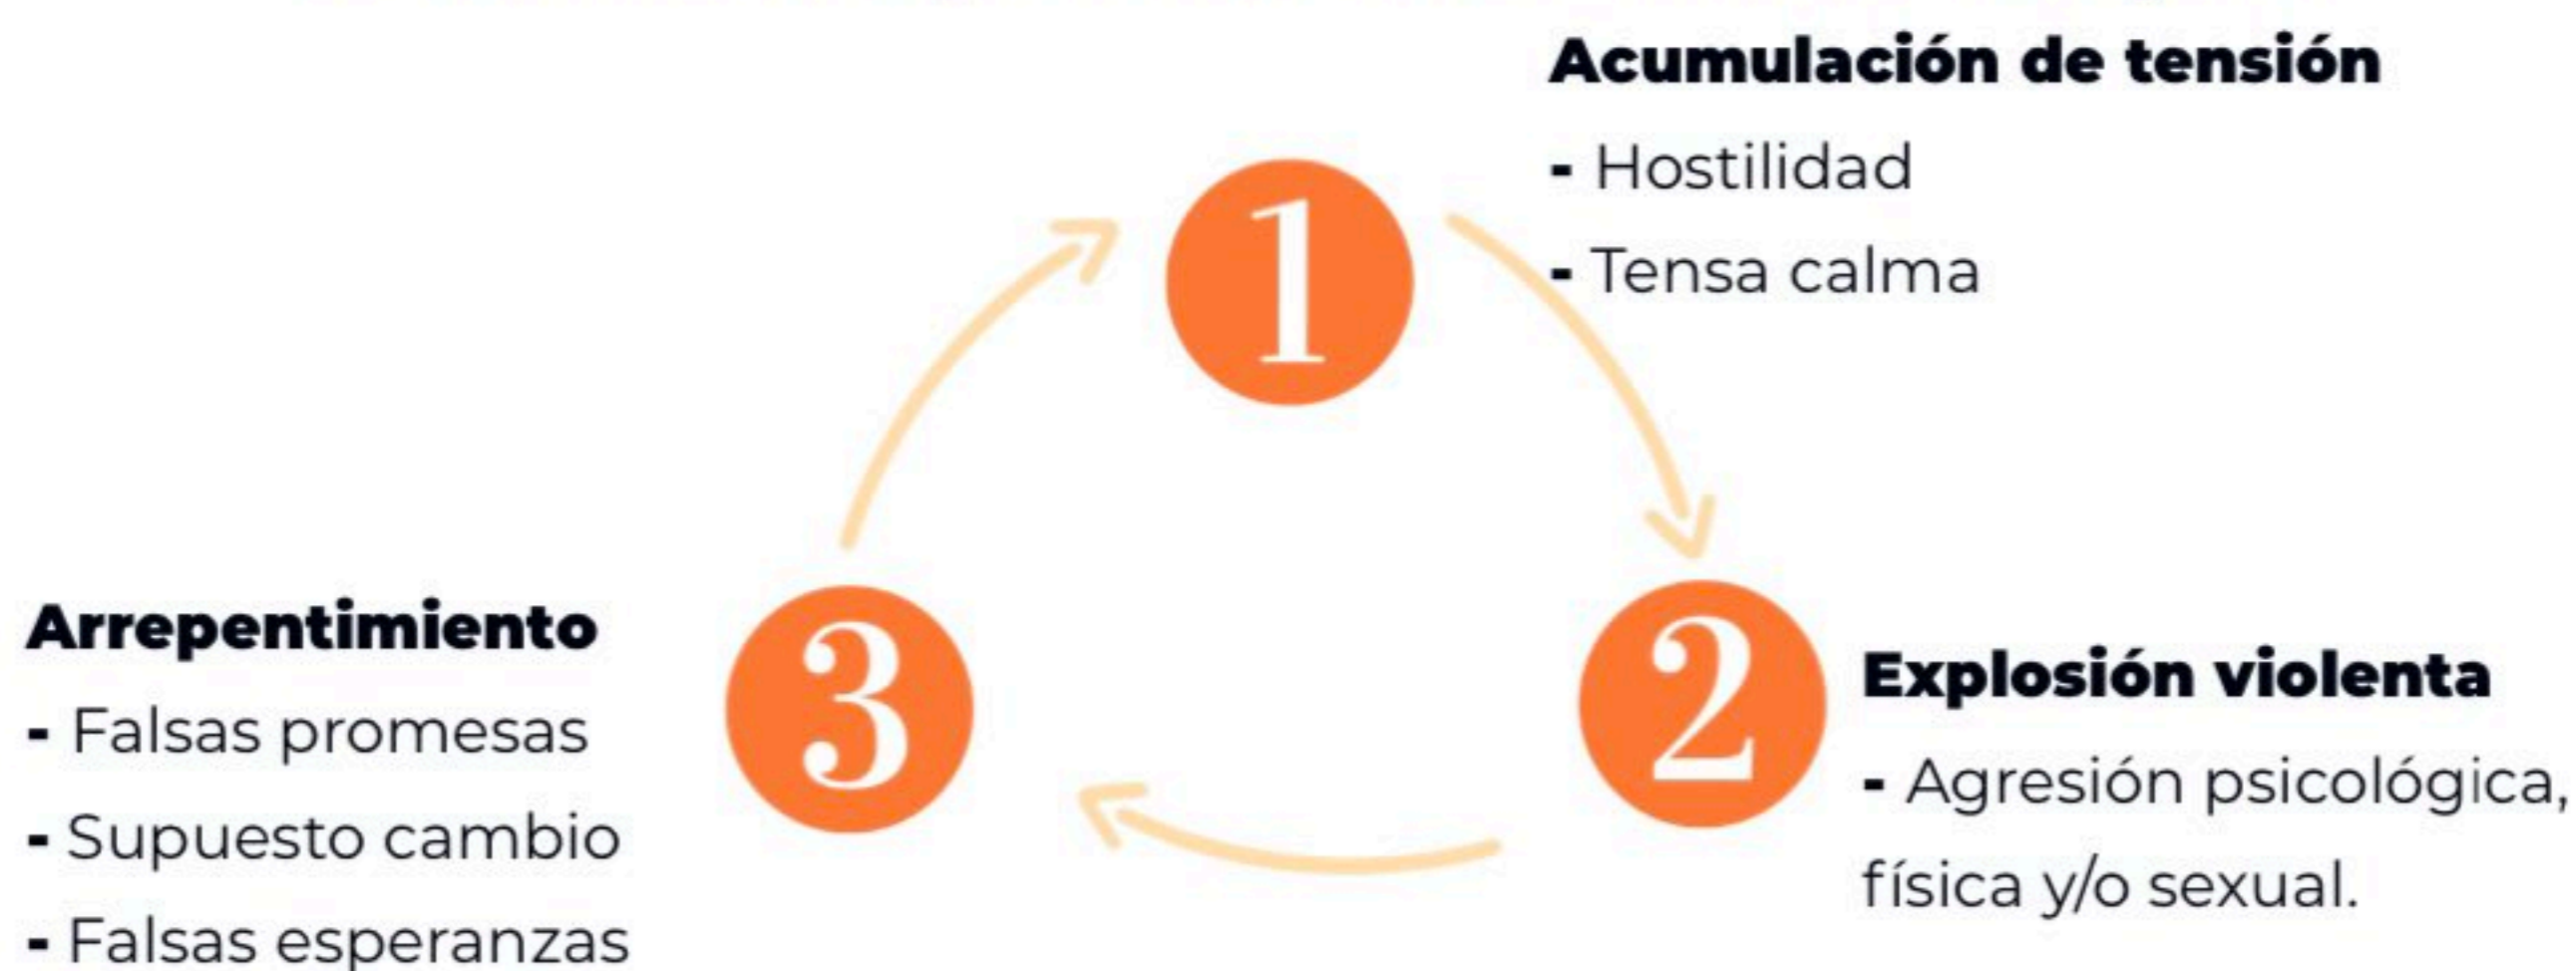 Acumulación de tensión
- Hostilidad
- Tensa calma
1
2
Explosión violenta
- Agresión psicológica,
física y/o sexual.
3
Arrepentimiento
- Falsas promesas
- Supuesto cambio
- Falsas esperanzas